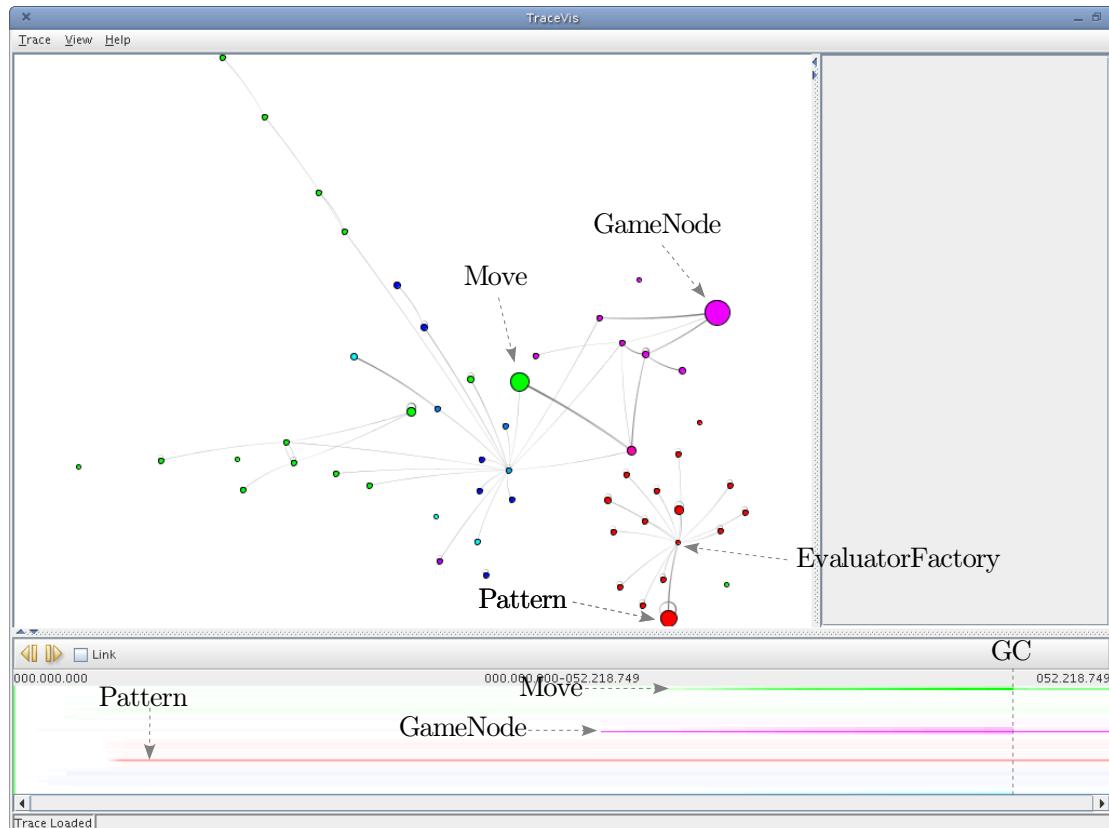 TraceVis
Trace View Help
GameNode
Move
EvaluatorFactory
Pattern
Link
GC
000.000.000 000.000.000-052.218.749 052.218.749
Move
Pattern
GameNode
Trace Loaded